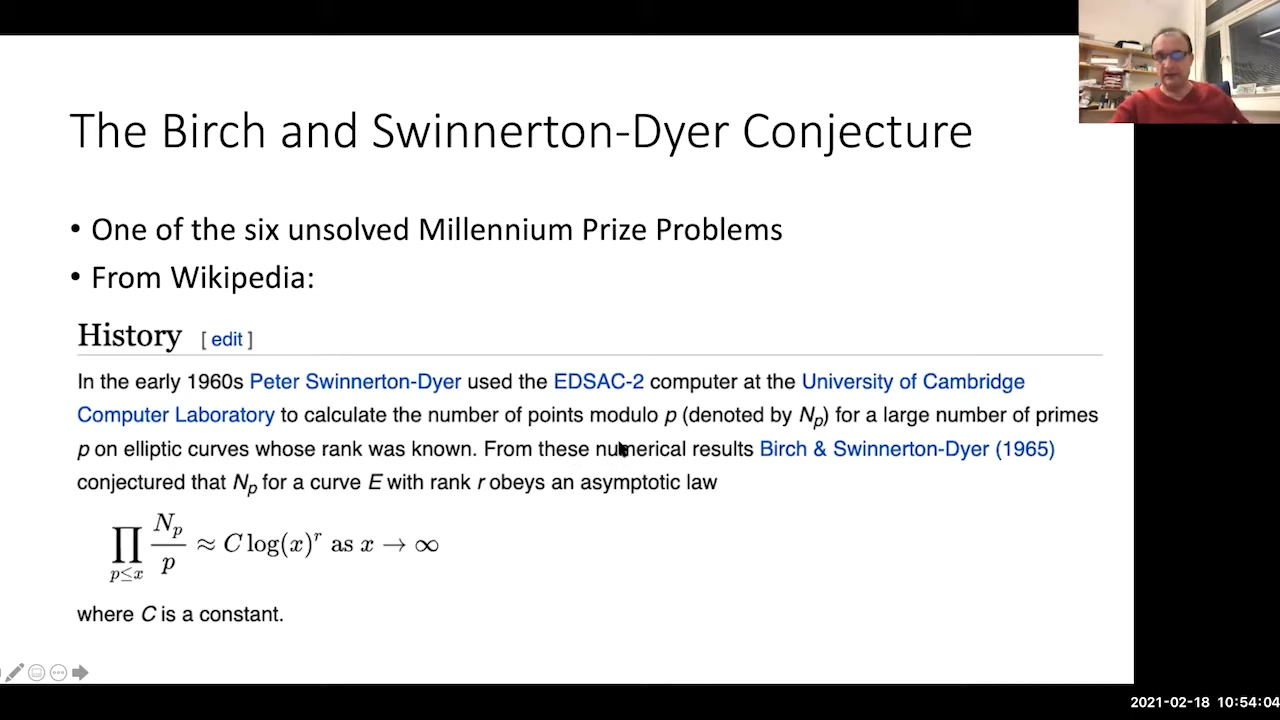 The Birch and Swinnerton-Dyer Conjecture
• One of the six unsolved Millennium Prize Problems
• From Wikipedia:
History [ edit ]
In the early 1960s Peter Swinnerton-Dyer used the EDSAC-2 computer at the University of Cambridge
Computer Laboratory to calculate the number of points modulo p (denoted by Nₚ) for a large number of primes
p on elliptic curves whose rank was known. From these numerical results Birch & Swinnerton-Dyer (1965)
conjectured that Nₚ for a curve E with rank r obeys an asymptotic law
∏_{p≤x} Nₚ/p ≈ C log(x)^r as x → ∞
where C is a constant.
2021-02-18 10:54:04